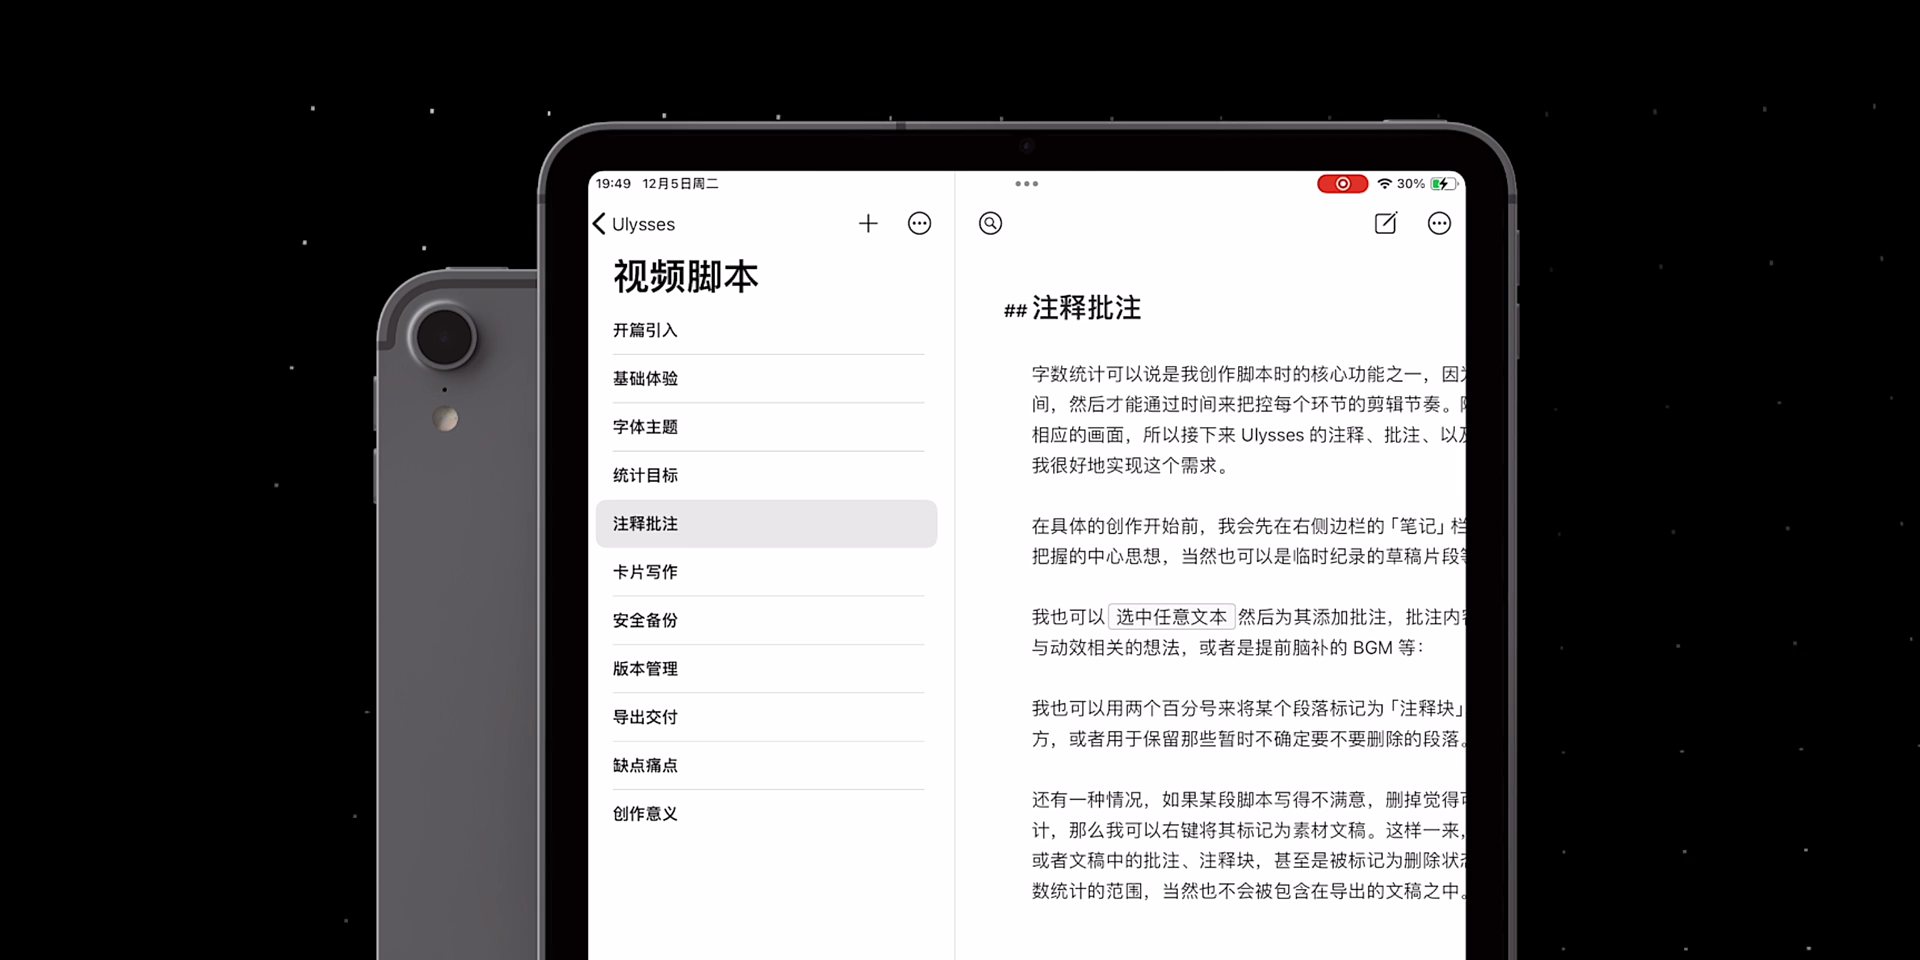 19:49 12月5日周二
30%
Ulysses
视频脚本
开篇引入
基础体验
字体主题
统计目标
注释批注
卡片写作
安全备份
版本管理
导出交付
缺点痛点
创作意义
## 注释批注
字数统计可以说是我创作脚本时的核心功能之一，因
间，然后才能通过时间来把控每个环节的剪辑节奏。
相应的画面，所以接下来 Ulysses 的注释、批注、以
我很好地实现这个需求。
在具体的创作开始前，我会先在右侧边栏的「笔记」栏
把握的中心思想，当然也可以是临时纪录的草稿片段
我也可以 选中任意文本 然后为其添加批注，批注内
与动效相关的想法，或者是提前脑补的 BGM 等：
我也可以用两个百分号来将某个段落标记为「注释块」
方，或者用于保留那些暂时不确定要不要删除的段落。
还有一种情况，如果某段脚本写得不满意，删掉觉得
计，那么我可以右键将其标记为素材文稿。这样一来，
或者文稿中的批注、注释块，甚至是被标记为删除状
数统计的范围，当然也不会被包含在导出的文稿之中。